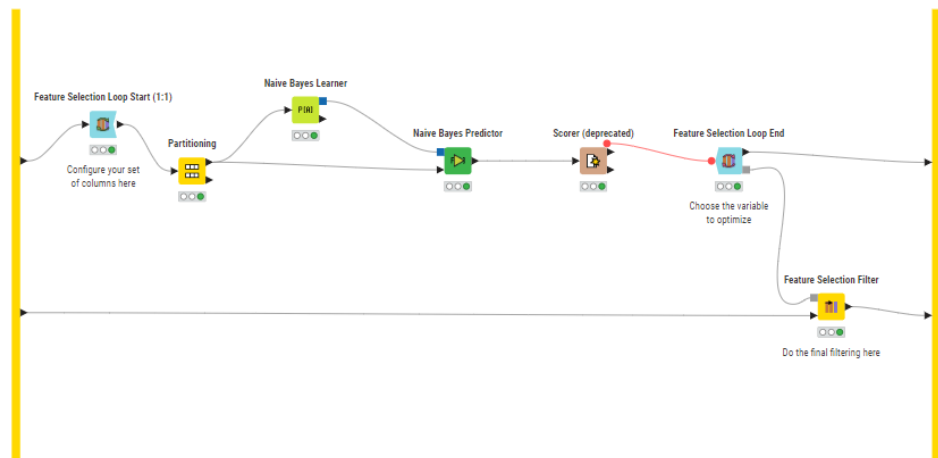 Naive Bayes Learner
Feature Selection Loop Start (1:1)
P(A)
Partitioning
Naive Bayes Predictor
Scorer (deprecated)
Feature Selection Loop End
Configure your set
of columns here
Choose the variable
to optimize
Feature Selection Filter
Do the final filtering here